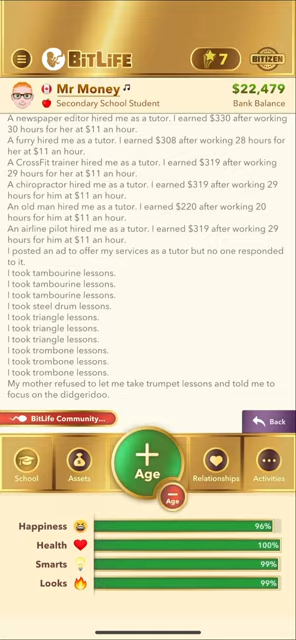 BitLife
7
BITIZEN
Mr Money
$22,479
Secondary School Student
Bank Balance
A newspaper editor hired me as a tutor. I earned $330 after working
30 hours for her at $11 an hour.
A furry hired me as a tutor. I earned $308 after working 28 hours for
her at $11 an hour.
A CrossFit trainer hired me as a tutor. I earned $319 after working
29 hours for her at $11 an hour.
A chiropractor hired me as a tutor. I earned $319 after working 29
hours for him at $11 an hour.
An old man hired me as a tutor. I earned $220 after working 20
hours for him at $11 an hour.
An airline pilot hired me as a tutor. I earned $319 after working 29
hours for him at $11 an hour.
I posted an ad to offer my services as a tutor but no one responded
to it.
I took tambourine lessons.
I took tambourine lessons.
I took tambourine lessons.
I took steel drum lessons.
I took triangle lessons.
I took triangle lessons.
I took triangle lessons.
I took trombone lessons.
I took trombone lessons.
I took trombone lessons.
My mother refused to let me take trumpet lessons and told me to
focus on the didgeridoo.
BitLife Community...
Back
School
Assets
Age
Age
Relationships
Activities
Happiness
96%
Health
100%
Smarts
99%
Looks
99%